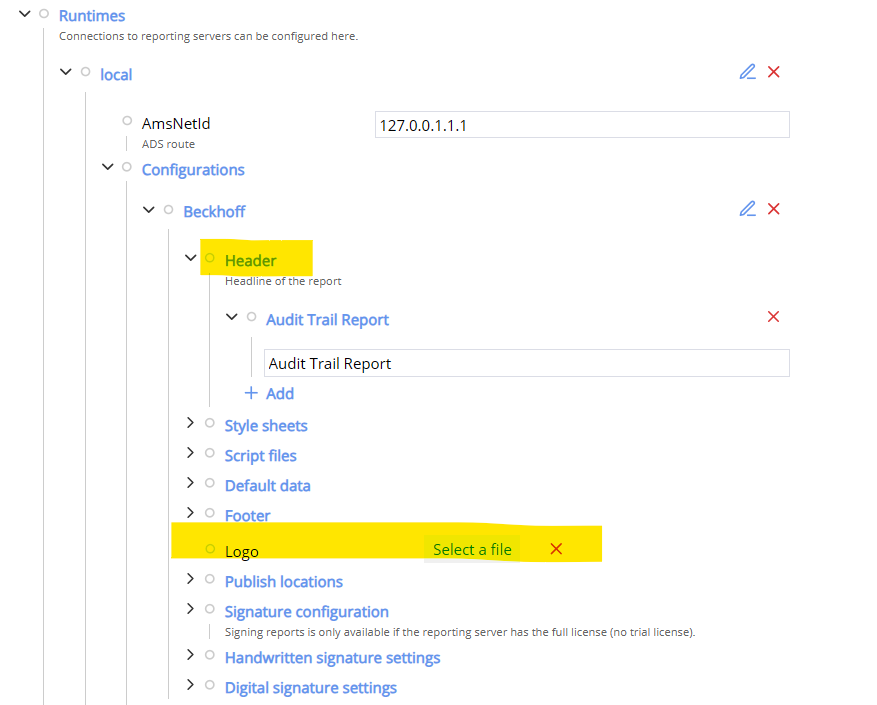 Runtimes
Connections to reporting servers can be configured here.
local
AmsNetId 127.0.0.1.1.1
ADS route
Configurations
Beckhoff
Header
Headline of the report
Audit Trail Report
Audit Trail Report
Add
Style sheets
Script files
Default data
Footer
Logo Select a file
Publish locations
Signature configuration
Signing reports is only available if the reporting server has the full license (no trial license).
Handwritten signature settings
Digital signature settings